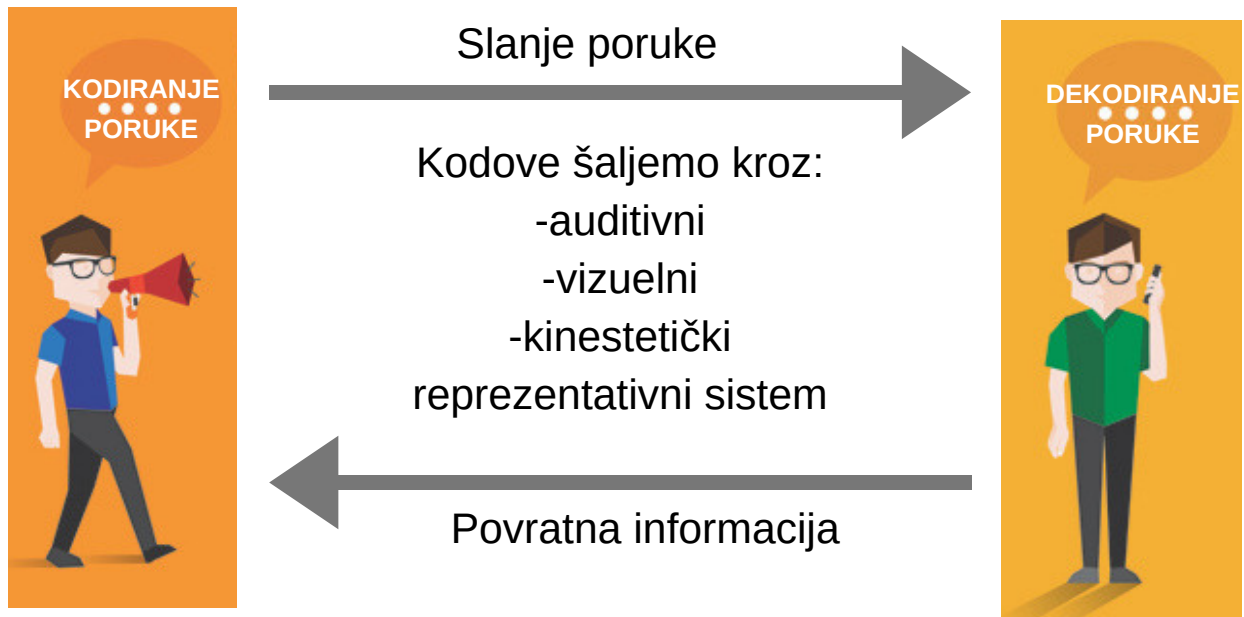 KODIRANJE
PORUKE
Slanje poruke
Kodove šaljemo kroz:
-auditivni
-vizuelni
-kinestetički
reprezentativni sistem
Povratna informacija
DEKODIRANJE
PORUKE